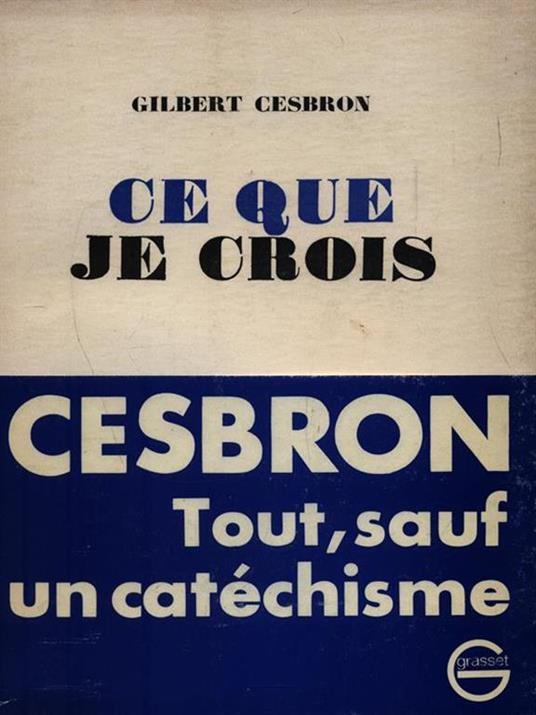 GILBERT CESBRON
CE QUE
JE CROIS
CESBRON
Tout, sauf
un catéchisme
grasset